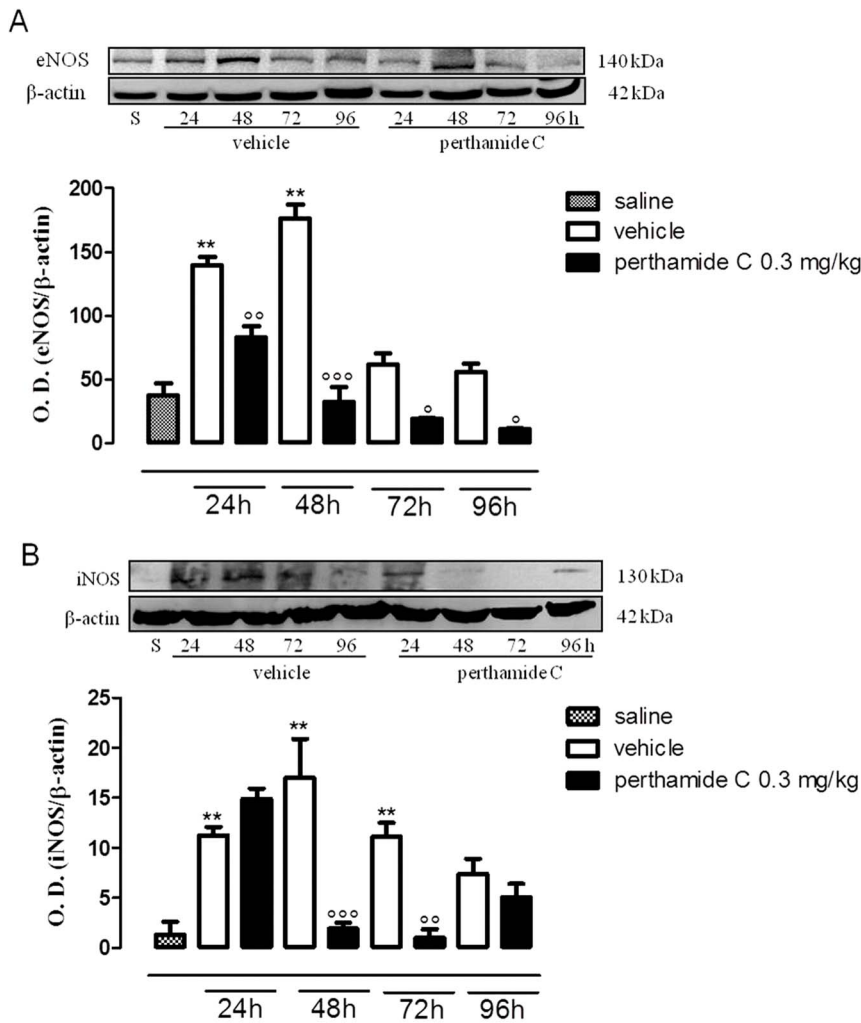 A
eNOS 140 kDa
β-actin 42 kDa
S 24 48 72 96 24 48 72 96 h
vehicle perthamide C
O. D. (eNOS/β-actin)
200
150
100
50
0
** °° ** °°° ° °
saline
vehicle
perthamide C 0.3 mg/kg
24h 48h 72h 96h
B
iNOS 130 kDa
β-actin 42 kDa
S 24 48 72 96 24 48 72 96 h
vehicle perthamide C
O. D. (iNOS/β-actin)
25
20
15
10
5
0
** ** °°° ** °°
saline
vehicle
perthamide C 0.3 mg/kg
24h 48h 72h 96h